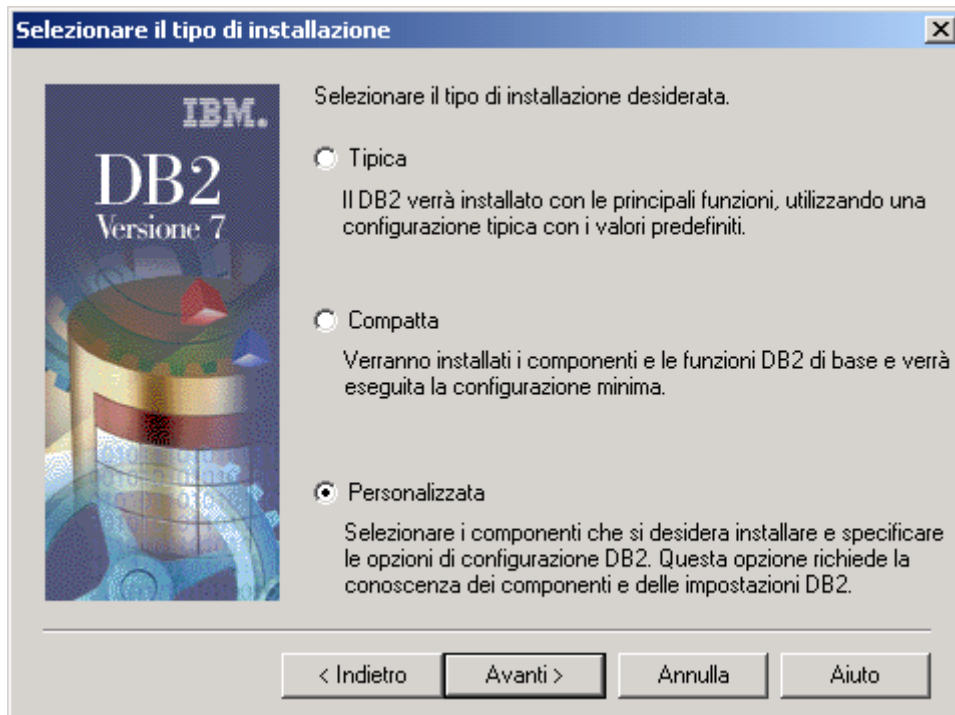 Selezionare il tipo di installazione
IBM.
DB2
Versione 7
Selezionare il tipo di installazione desiderata.
Tipica
Il DB2 verrà installato con le principali funzioni, utilizzando una
configurazione tipica con i valori predefiniti.
Compatta
Verranno installati i componenti e le funzioni DB2 di base e verrà
eseguita la configurazione minima.
Personalizzata
Selezionare i componenti che si desidera installare e specificare
le opzioni di configurazione DB2. Questa opzione richiede la
conoscenza dei componenti e delle impostazioni DB2.
< Indietro
Avanti >
Annulla
Aiuto